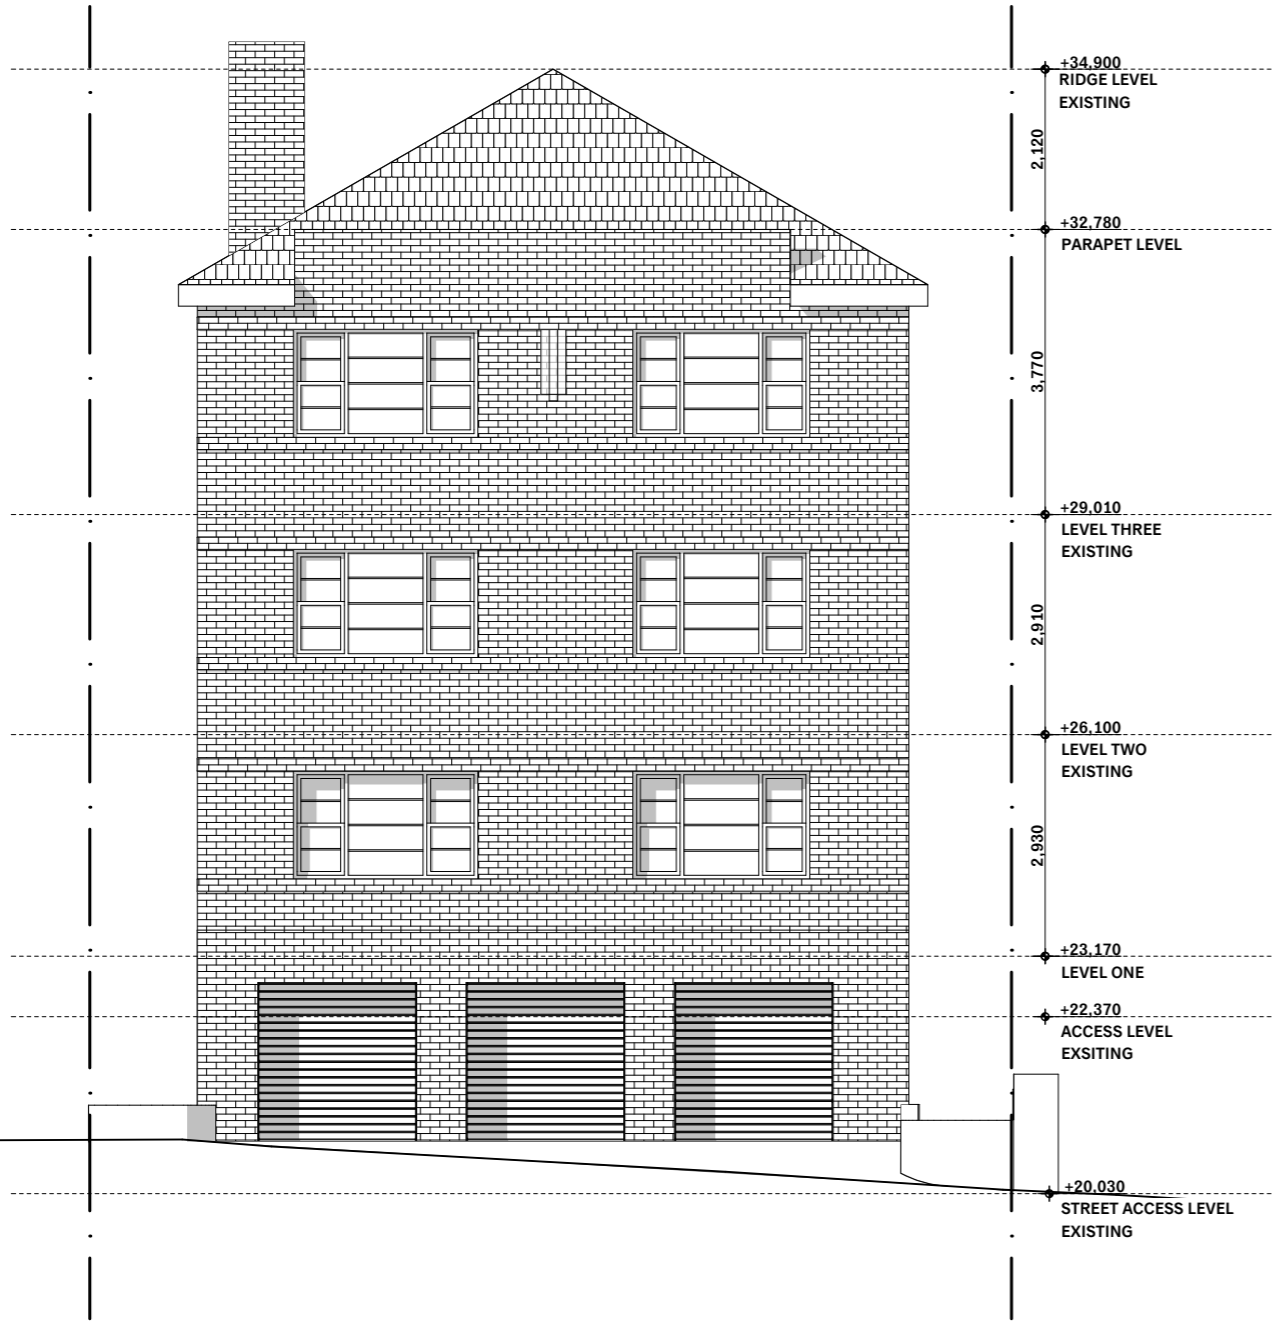 +34,900
RIDGE LEVEL
EXISTING
2,120
+32,780
PARAPET LEVEL
3,770
+29,010
LEVEL THREE
EXISTING
2,910
+26,100
LEVEL TWO
EXISTING
2,930
+23,170
LEVEL ONE
+22,370
ACCESS LEVEL
EXSITING
+20,030
STREET ACCESS LEVEL
EXISTING